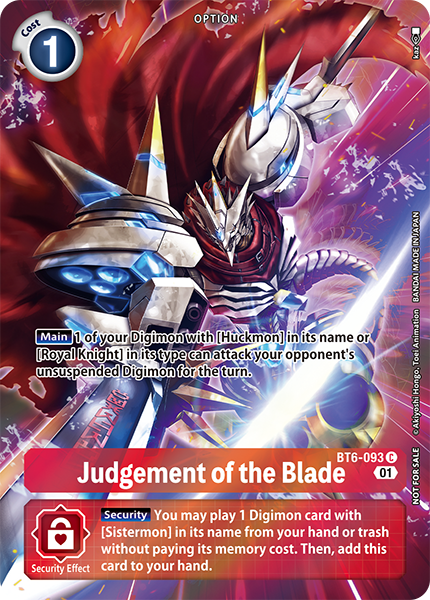 OPTION
Cost
1
kaz
Main 1 of your Digimon with [Huckmon] in its name or
[Royal Knight] in its type can attack your opponent's
unsuspended Digimon for the turn.
©Akiyoshi Hongo, Toei Animation BANDAI MADE IN JAPAN
NOT FOR SALE
BT6-093 C
Judgement of the Blade
01
Security You may play 1 Digimon card with
[Sistermon] in its name from your hand or trash
without paying its memory cost. Then, add this
card to your hand.
Security Effect